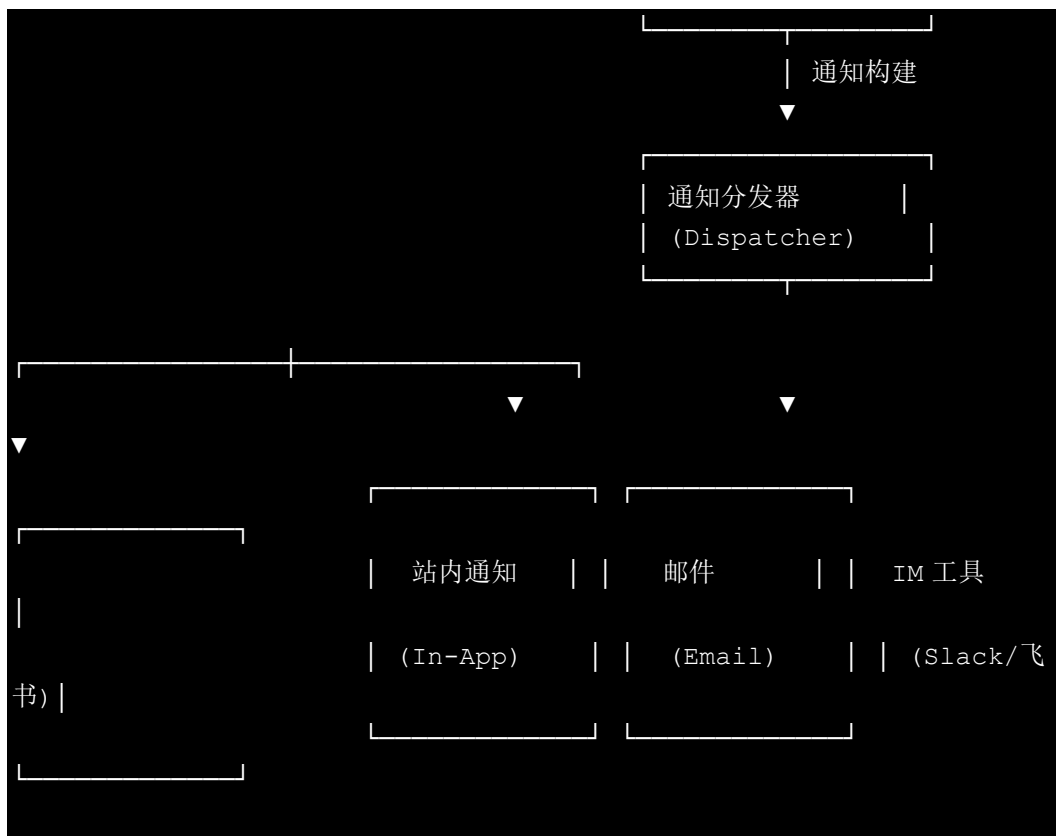 通知构建
通知分发器
(Dispatcher)
站内通知 邮件 IM 工具
(In-App) (Email) (Slack/飞
书)